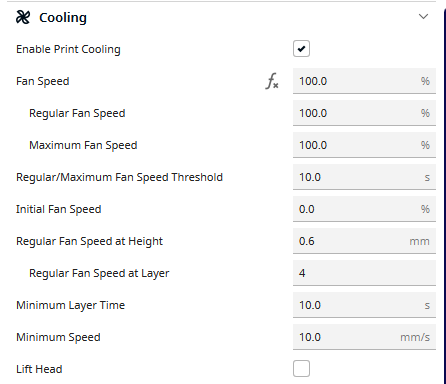 Cooling
Enable Print Cooling
Fan Speed fx 100.0 %
Regular Fan Speed 100.0 %
Maximum Fan Speed 100.0 %
Regular/Maximum Fan Speed Threshold 10.0 s
Initial Fan Speed 0.0 %
Regular Fan Speed at Height 0.6 mm
Regular Fan Speed at Layer 4
Minimum Layer Time 10.0 s
Minimum Speed 10.0 mm/s
Lift Head